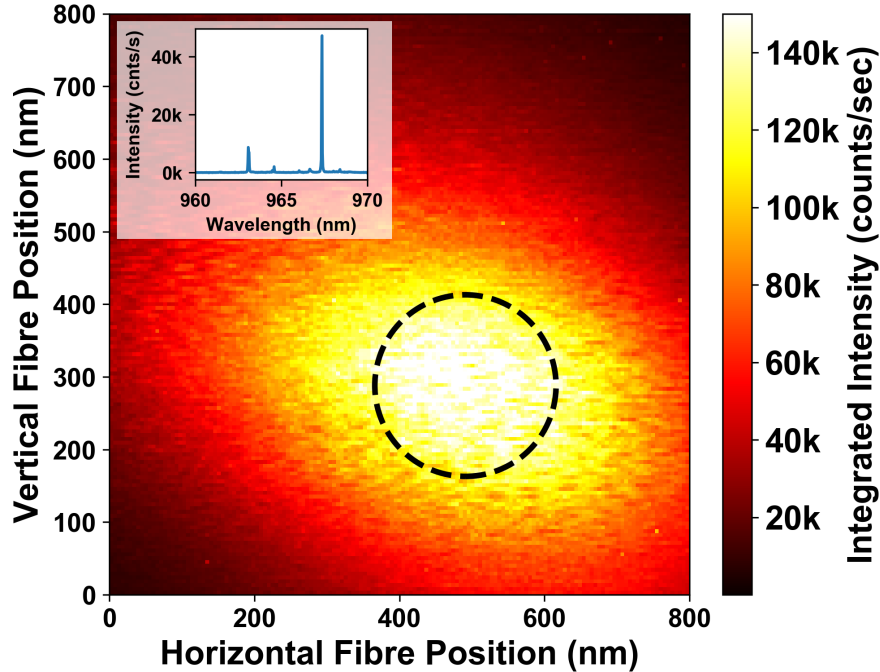 800
700
600
500
400
300
200
100
0
Vertical Fibre Position (nm)
0
200
400
600
800
Horizontal Fibre Position (nm)
40k
20k
0k
Intensity (cnts/s)
960
965
970
Wavelength (nm)
140k
120k
100k
80k
60k
40k
20k
Integrated Intensity (counts/sec)